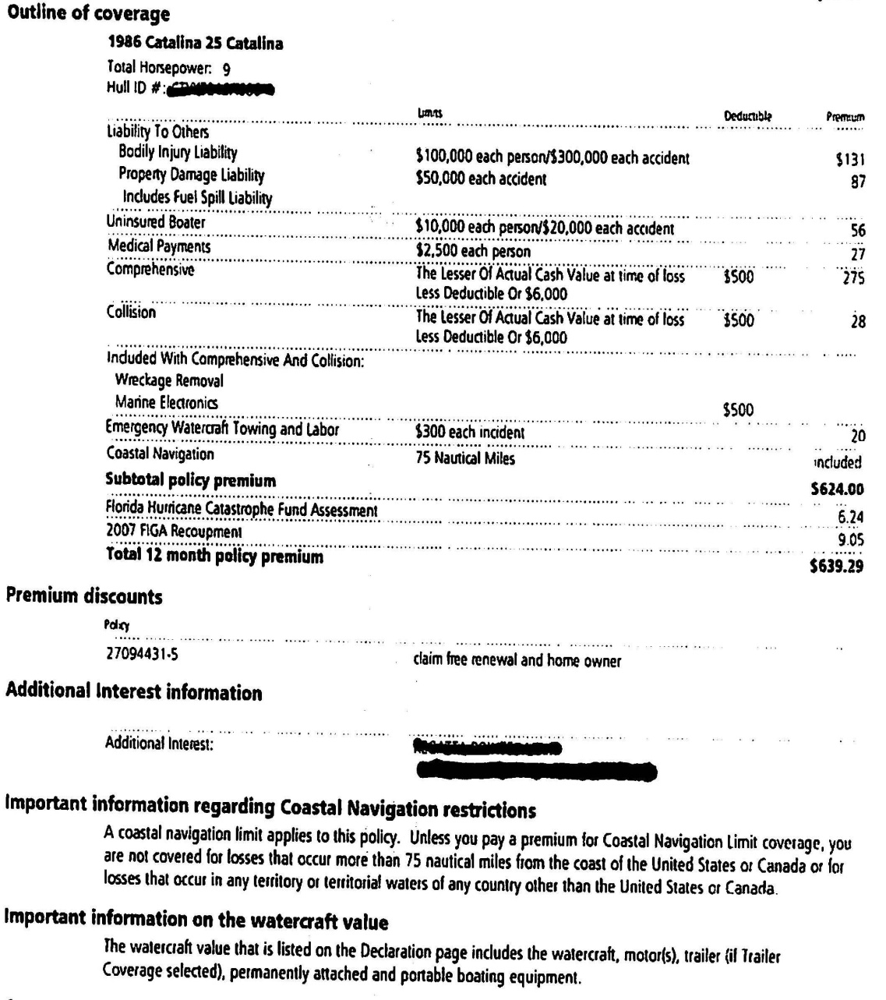 Outline of coverage
1986 Catalina 25 Catalina
Total Horsepower: 9
Hull ID #:
Limits Deductible Premium
Liability To Others
Bodily Injury Liability $100,000 each person/$300,000 each accident $131
Property Damage Liability $50,000 each accident 87
Includes Fuel Spill Liability
Uninsured Boater $10,000 each person/$20,000 each accident 56
Medical Payments $2,500 each person 27
Comprehensive The Lesser Of Actual Cash Value at time of loss $500 275
Less Deductible Or $6,000
Collision The Lesser Of Actual Cash Value at time of loss $500 28
Less Deductible Or $6,000
Included With Comprehensive And Collision:
Wreckage Removal
Marine Electronics $500
Emergency Watercraft Towing and Labor $300 each incident 20
Coastal Navigation 75 Nautical Miles included
Subtotal policy premium $624.00
Florida Hurricane Catastrophe Fund Assessment 6.24
2007 FIGA Recoupment 9.05
Total 12 month policy premium $639.29
Premium discounts
Policy
27094431-5 claim free renewal and home owner
Additional Interest information
Additional Interest:
Important information regarding Coastal Navigation restrictions
A coastal navigation limit applies to this policy. Unless you pay a premium for Coastal Navigation Limit coverage, you
are not covered for losses that occur more than 75 nautical miles from the coast of the United States or Canada or for
losses that occur in any territory or territorial waters of any country other than the United States or Canada.
Important information on the watercraft value
The watercraft value that is listed on the Declaration page includes the watercraft, motor(s), trailer (if Trailer
Coverage selected), permanently attached and portable boating equipment.